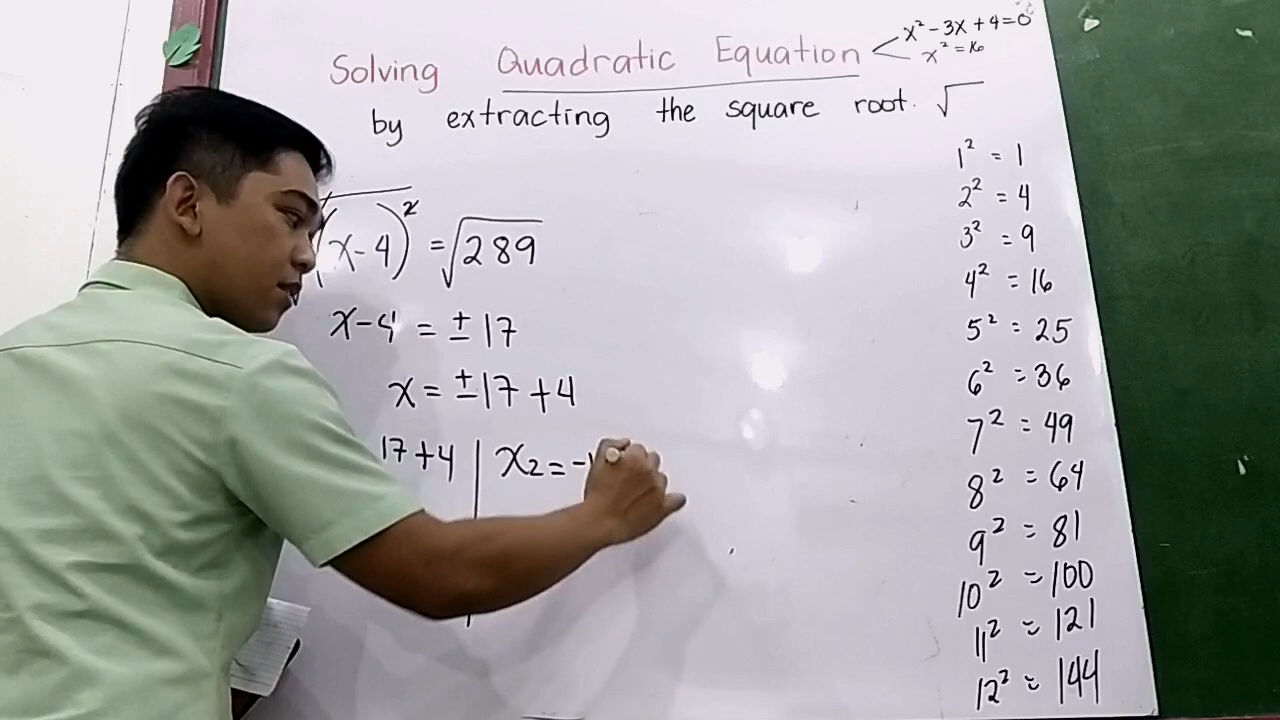 Solving Quadratic Equation
x² - 3x + 4 = 0
x² = 16
by extracting the square root. √
√(x-4)² = √289
x-4 = ±17
x = ±17 + 4
17 + 4 | x₂ = -1
1² = 1
2² = 4
3² = 9
4² = 16
5² = 25
6² = 36
7² = 49
8² = 64
9² = 81
10² = 100
11² = 121
12² = 144